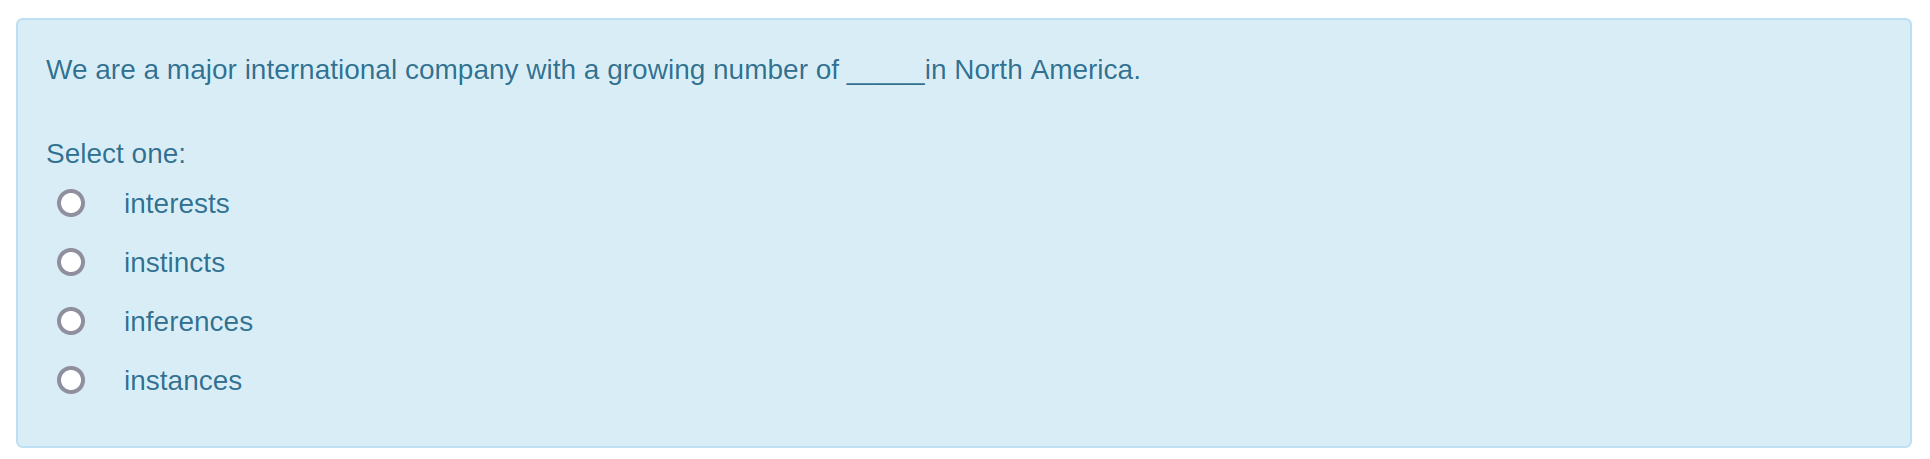 We are a major international company with a growing number of _____in North America.
Select one:
interests
instincts
inferences
instances